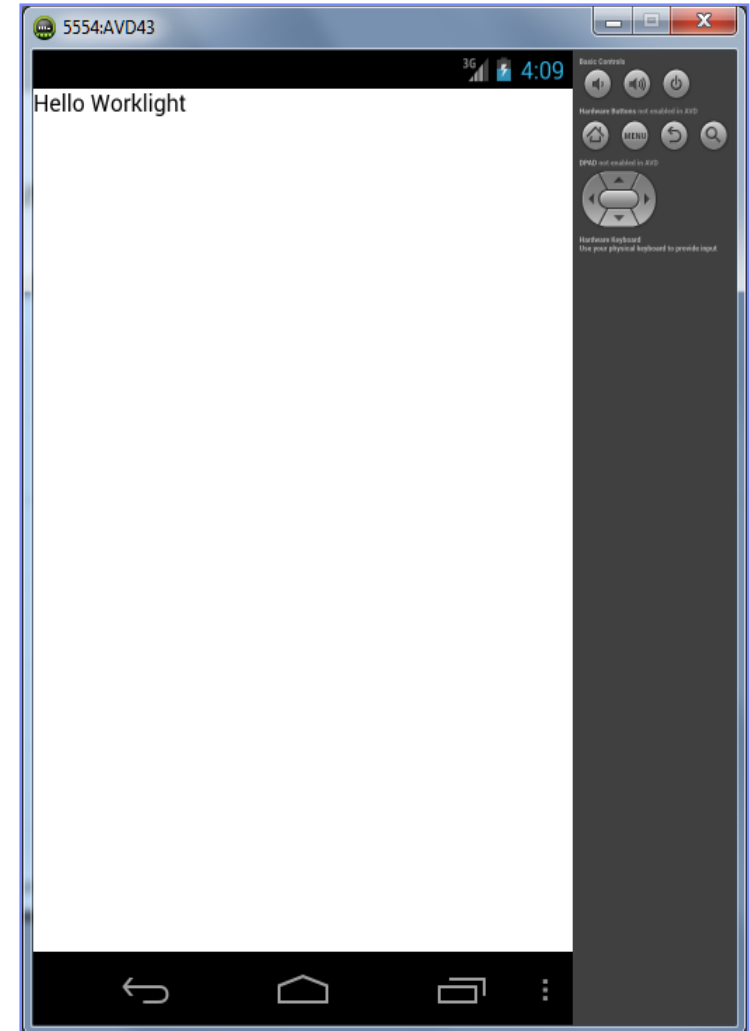 5554:AVD43
3G 4:09
Hello Worklight
Basic Controls
Hardware Buttons not enabled in AVD
MENU
DPAD not enabled in AVD
Hardware Keyboard
Use your physical keyboard to provide input